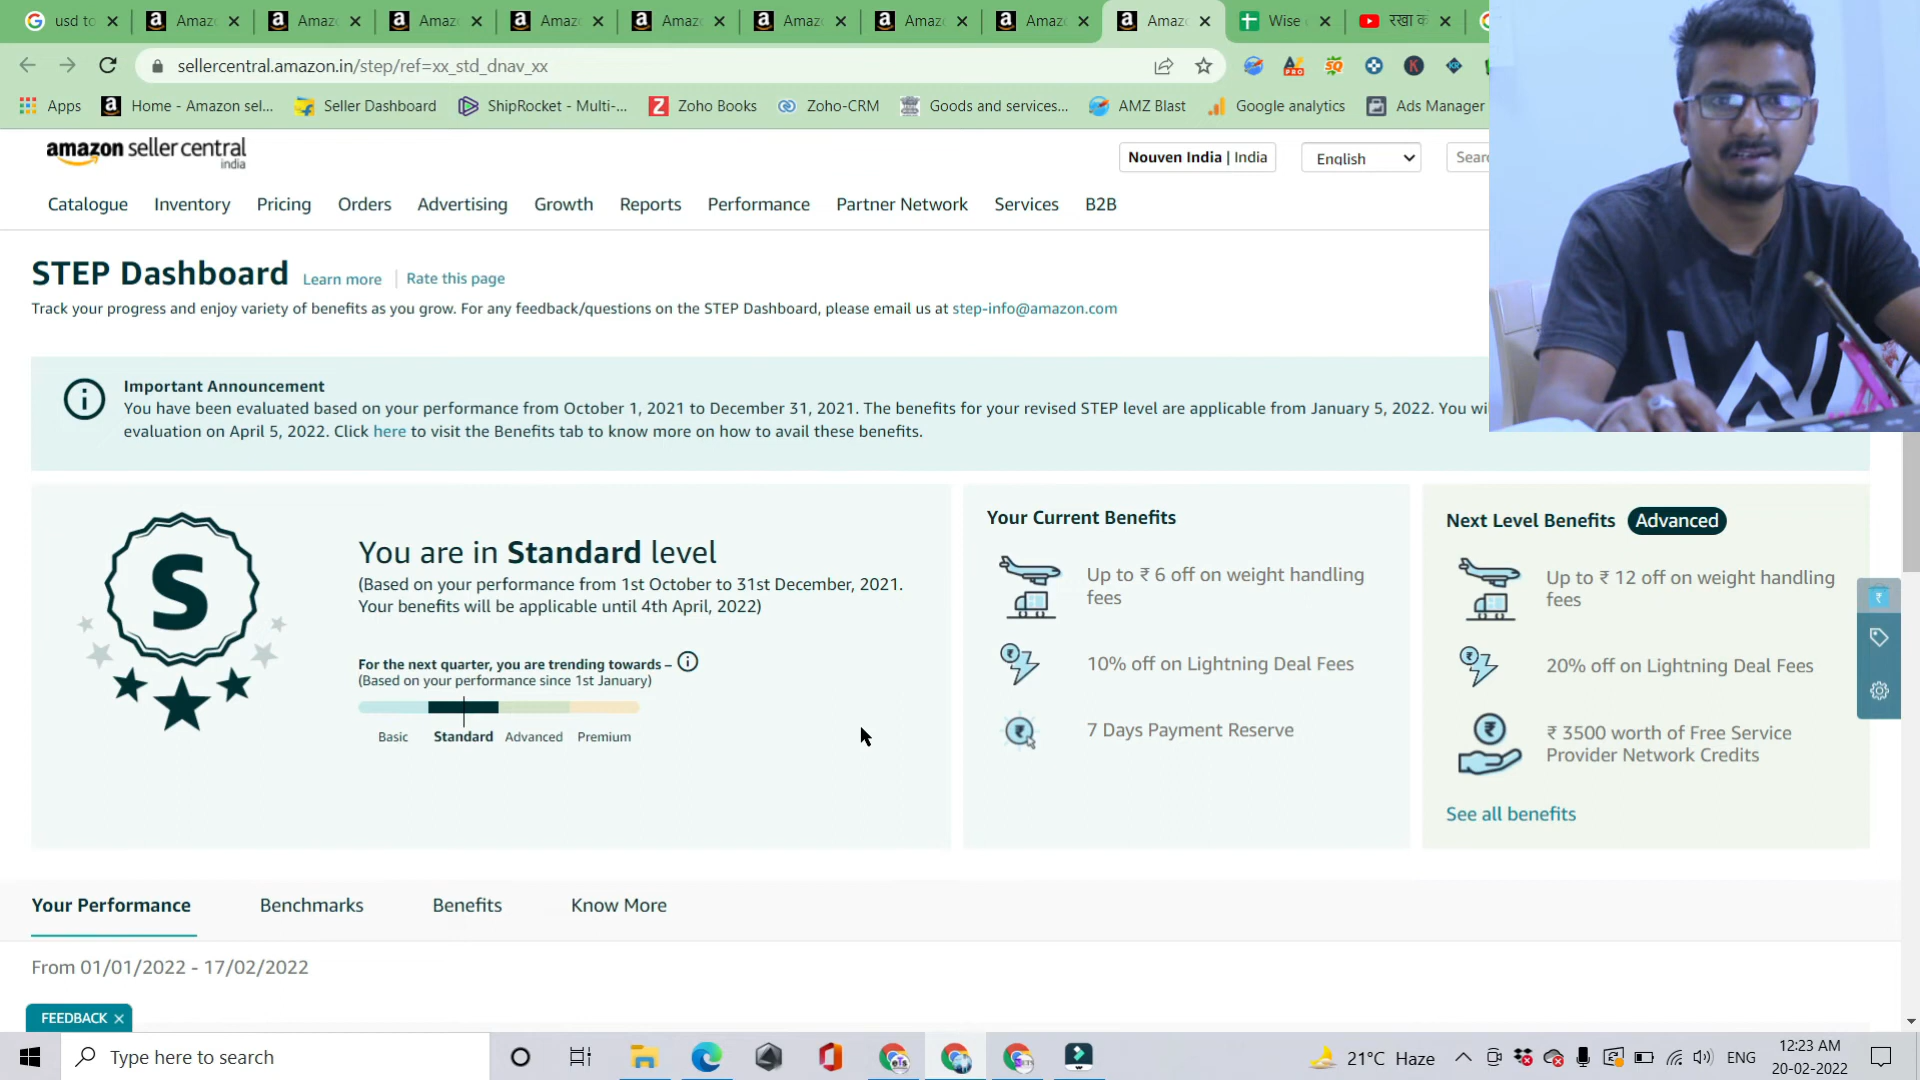 usd to
Amaz
Amaz
Amaz
Amaz
Amaz
Amaz
Amaz
Amaz
Amaz
Wise
रखा क
sellercentral.amazon.in/step/ref=xx_std_dnav_xx
Apps
Home - Amazon sel...
Seller Dashboard
ShipRocket - Multi-...
Zoho Books
Zoho-CRM
Goods and services...
AMZ Blast
Google analytics
Ads Manager
amazon seller central
india
Nouven India | India
English
Sear
Catalogue
Inventory
Pricing
Orders
Advertising
Growth
Reports
Performance
Partner Network
Services
B2B
STEP Dashboard
Learn more
Rate this page
Track your progress and enjoy variety of benefits as you grow. For any feedback/questions on the STEP Dashboard, please email us at step-info@amazon.com
Important Announcement
You have been evaluated based on your performance from October 1, 2021 to December 31, 2021. The benefits for your revised STEP level are applicable from January 5, 2022. You wi
evaluation on April 5, 2022. Click here to visit the Benefits tab to know more on how to avail these benefits.
S
You are in Standard level
(Based on your performance from 1st October to 31st December, 2021.
Your benefits will be applicable until 4th April, 2022)
For the next quarter, you are trending towards –
(Based on your performance since 1st January)
Basic
Standard
Advanced
Premium
Your Current Benefits
Up to ₹ 6 off on weight handling
fees
10% off on Lightning Deal Fees
7 Days Payment Reserve
Next Level Benefits
Advanced
Up to ₹ 12 off on weight handling
fees
20% off on Lightning Deal Fees
₹ 3500 worth of Free Service
Provider Network Credits
See all benefits
Your Performance
Benchmarks
Benefits
Know More
From 01/01/2022 - 17/02/2022
FEEDBACK
Type here to search
21°C Haze
ENG
12:23 AM
20-02-2022